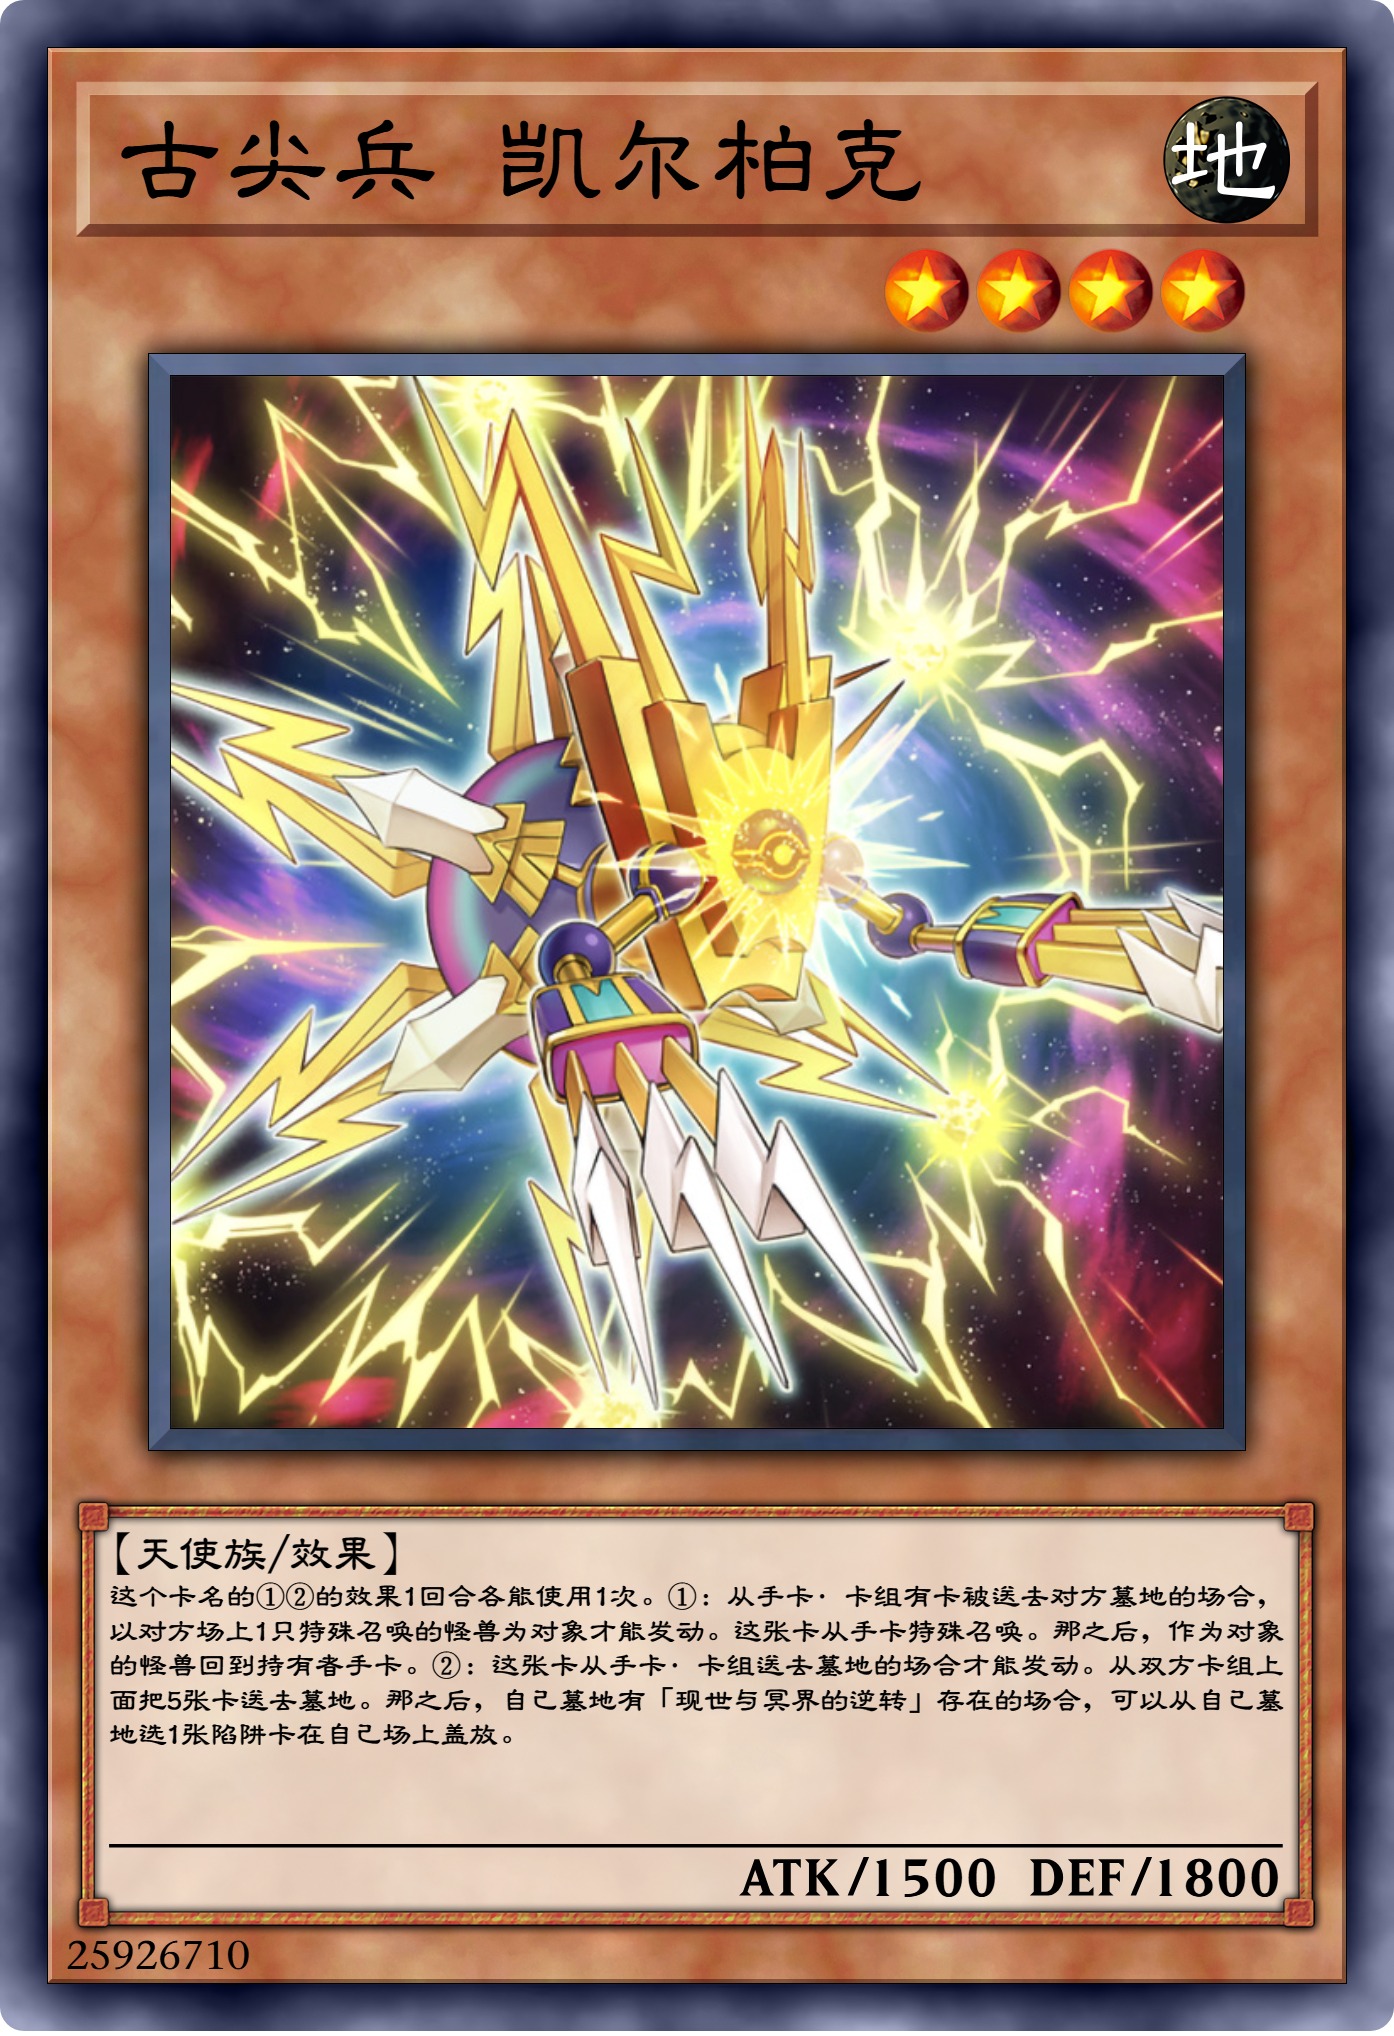 古尖兵 凯尔柏克
地
【天使族/效果】
这个卡名的①②的效果1回合各能使用1次。①：从手卡·卡组有卡被送去对方墓地的场合，
以对方场上1只特殊召唤的怪兽为对象才能发动。这张卡从手卡特殊召唤。那之后，作为对象
的怪兽回到持有者手卡。②：这张卡从手卡·卡组送去墓地的场合才能发动。从双方卡组上
面把5张卡送去墓地。那之后，自己墓地有「现世与冥界的逆转」存在的场合，可以从自己墓
地选1张陷阱卡在自己场上盖放。
ATK/1500 DEF/1800
25926710